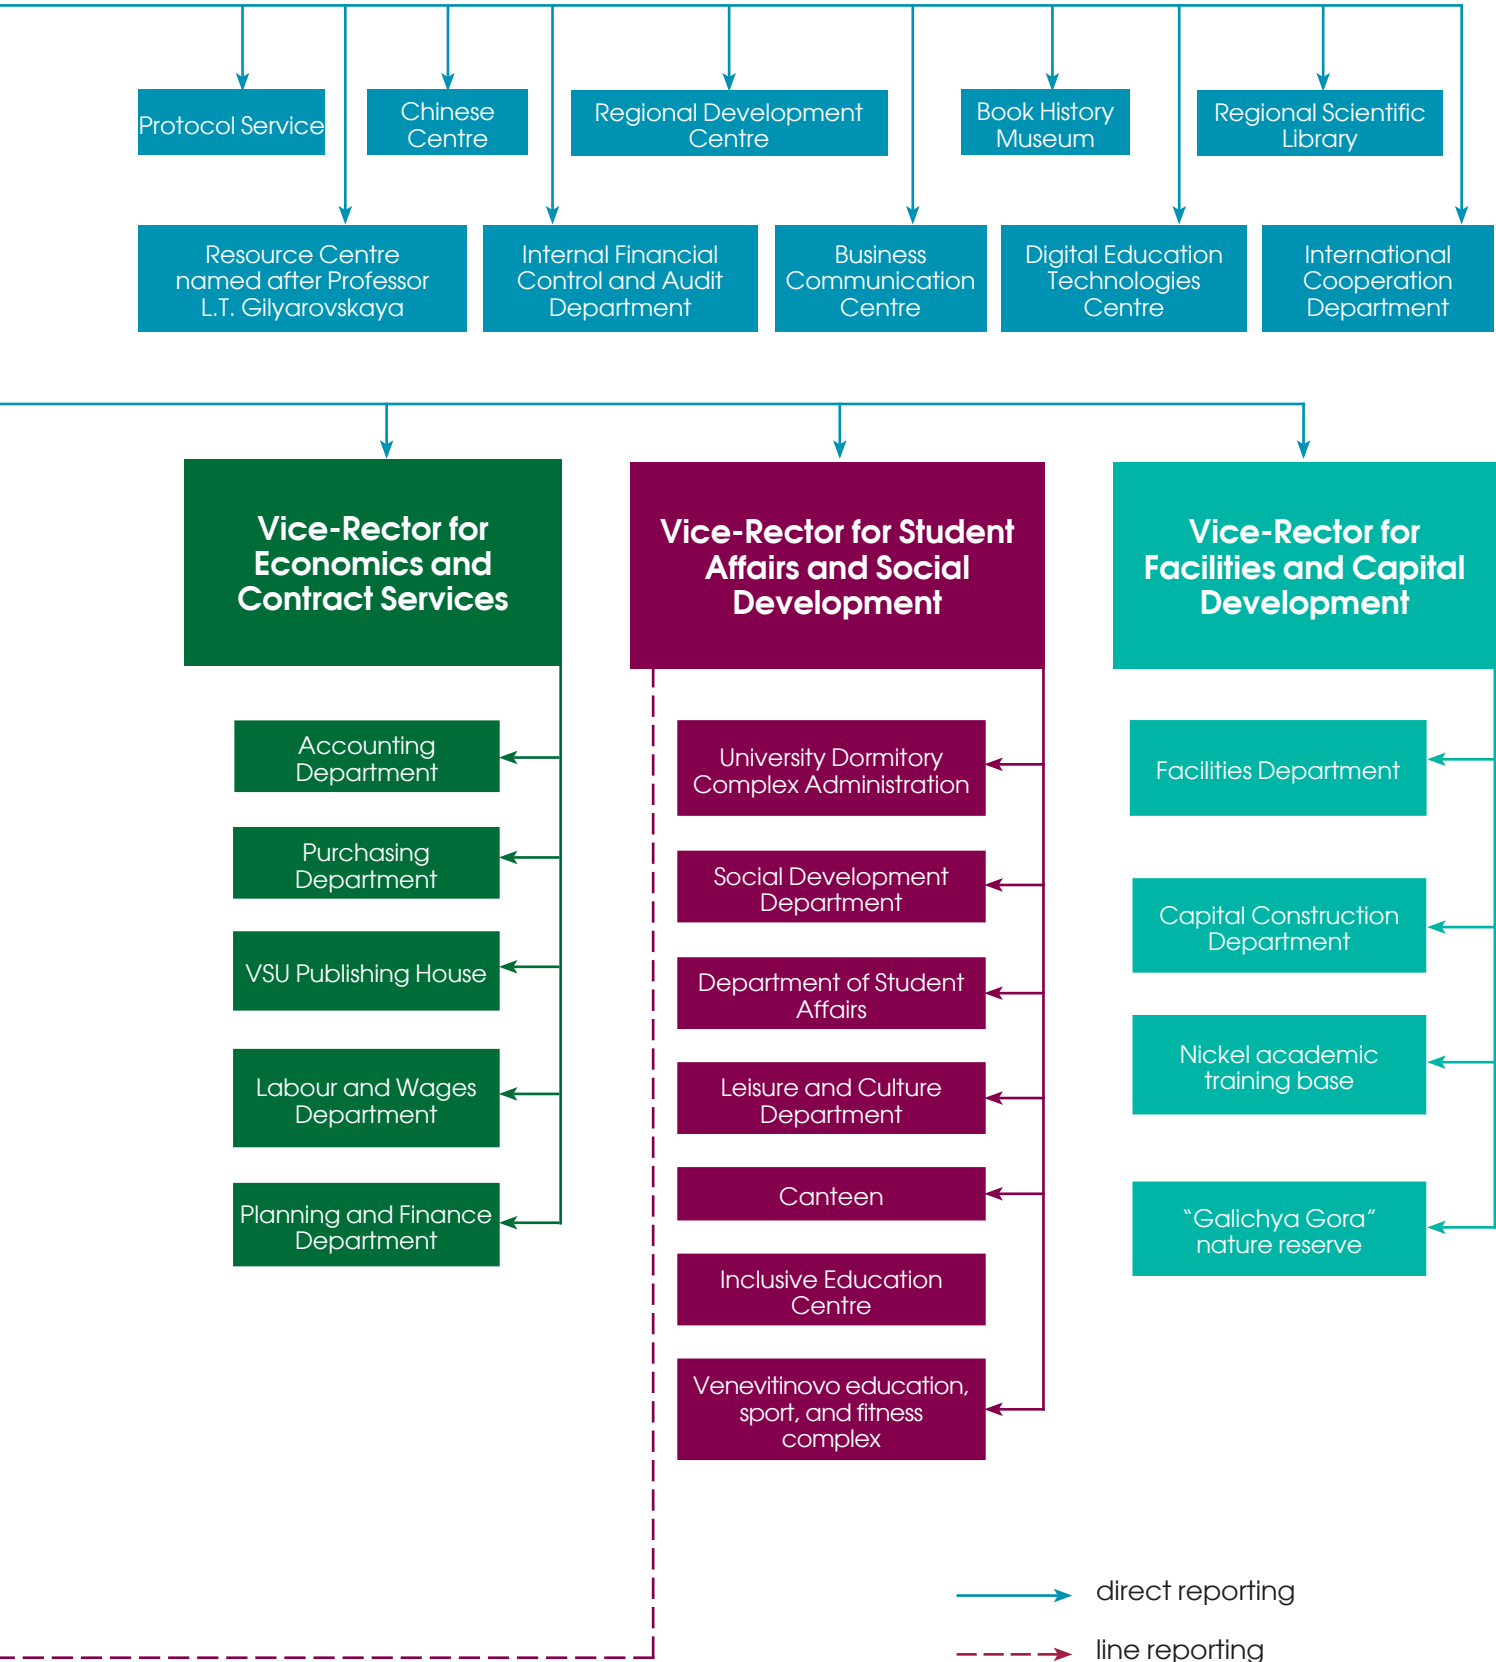 Protocol Service
Chinese
Centre
Regional Development
Centre
Book History
Museum
Regional Scientific
Library
Resource Centre
named after Professor
L.T. Gilyarovskaya
Internal Financial
Control and Audit
Department
Business
Communication
Centre
Digital Education
Technologies
Centre
International
Cooperation
Department
Vice-Rector for
Economics and
Contract Services
Accounting
Department
Purchasing
Department
VSU Publishing House
Labour and Wages
Department
Planning and Finance
Department
Vice-Rector for Student
Affairs and Social
Development
University Dormitory
Complex Administration
Social Development
Department
Department of Student
Affairs
Leisure and Culture
Department
Canteen
Inclusive Education
Centre
Venevitinovo education,
sport, and fitness
complex
Vice-Rector for
Facilities and Capital
Development
Facilities Department
Capital Construction
Department
Nickel academic
training base
“Galichya Gora”
nature reserve
direct reporting
line reporting